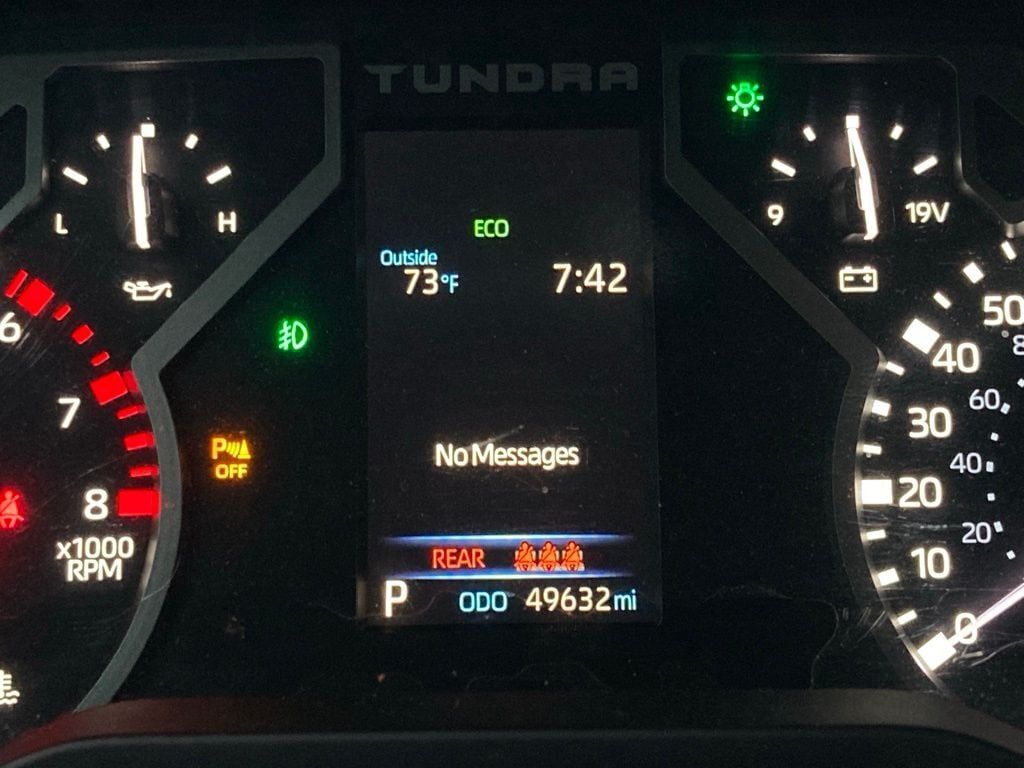 TUNDRA
L H
9 19V
ECO
Outside
73°F 7:42
No Messages
REAR
P ODO 49632mi
6
7
8
x1000
RPM
P
OFF
50
40
30
20
10
0
60
40
20